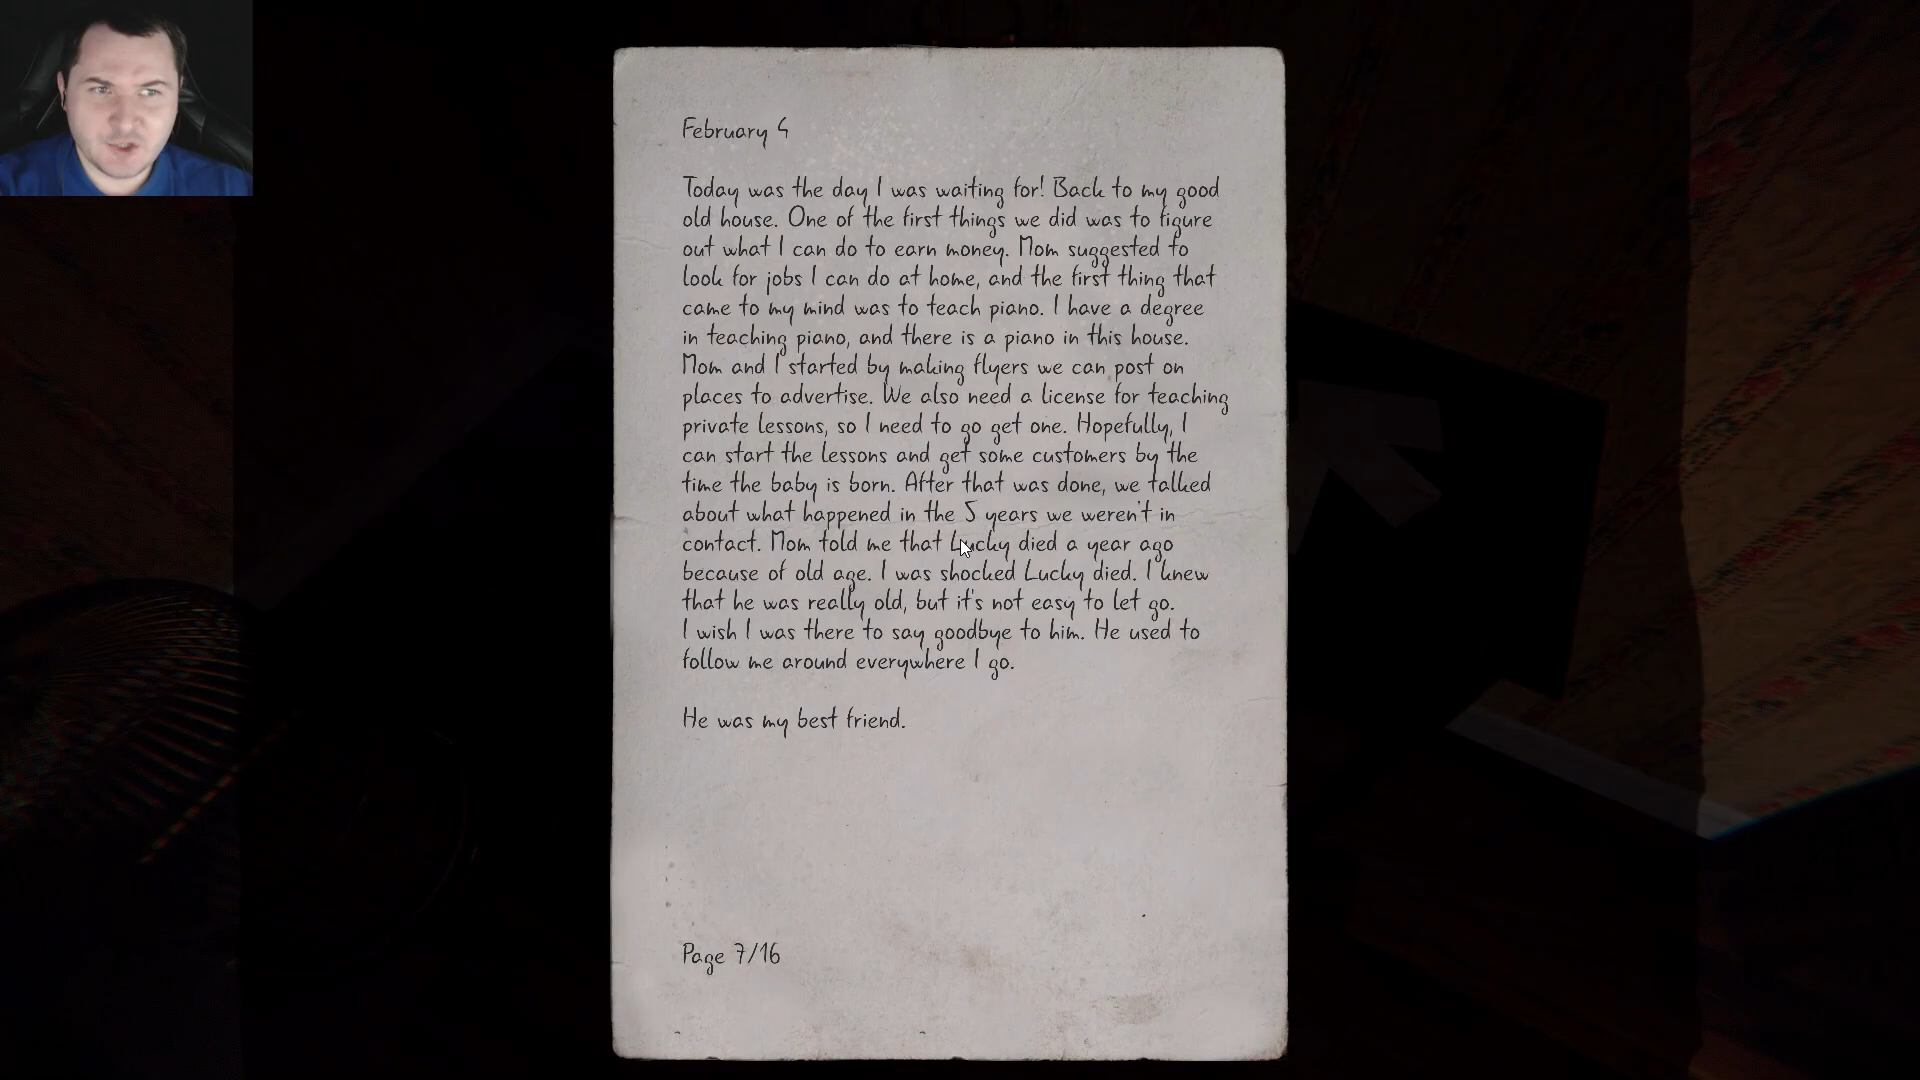 February 4
Today was the day I was waiting for! Back to my good
old house. One of the first things we did was to figure
out what I can do to earn money. Mom suggested to
look for jobs I can do at home, and the first thing that
came to my mind was to teach piano. I have a degree
in teaching piano, and there is a piano in this house.
Mom and I started by making flyers we can post on
places to advertise. We also need a license for teaching
private lessons, so I need to go get one. Hopefully, I
can start the lessons and get some customers by the
time the baby is born. After that was done, we talked
about what happened in the 5 years we weren't in
contact. Mom told me that Lucky died a year ago
because of old age. I was shocked Lucky died. I knew
that he was really old, but it's not easy to let go.
I wish I was there to say goodbye to him. He used to
follow me around everywhere I go.
He was my best friend.
Page 7/16